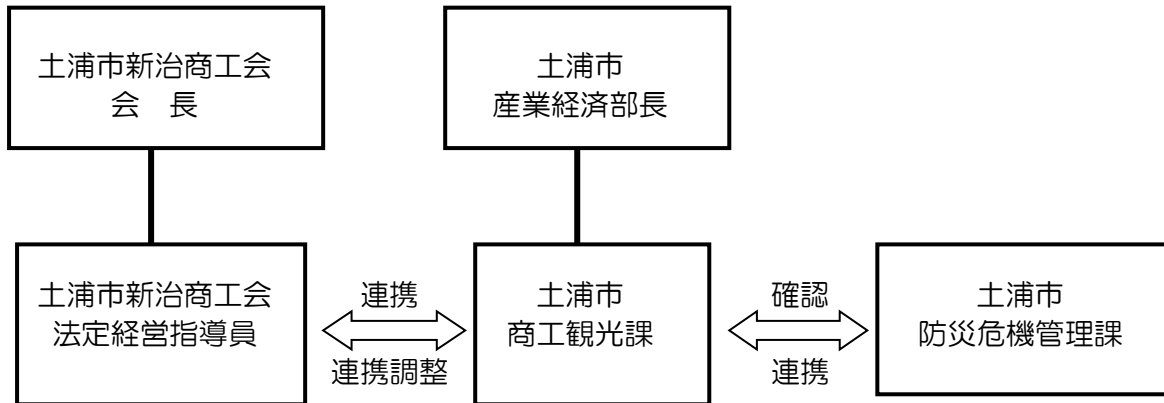 土浦市新治商工会
会　長
土浦市
産業経済部長
土浦市新治商工会
法定経営指導員
連携
連携調整
土浦市
商工観光課
確認
連携
土浦市
防災危機管理課